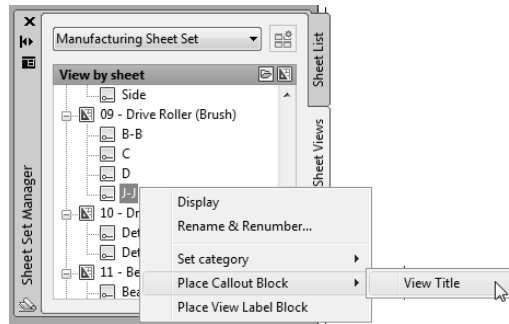 Manufacturing Sheet Set
View by sheet
Side
09 - Drive Roller (Brush)
B-B
C
D
J-J
10 - Dr
Det
Det
11 - Be
Bea
Display
Rename & Renumber...
Set category
Place Callout Block
Place View Label Block
View Title
Sheet List
Sheet Views
Sheet Set Manager